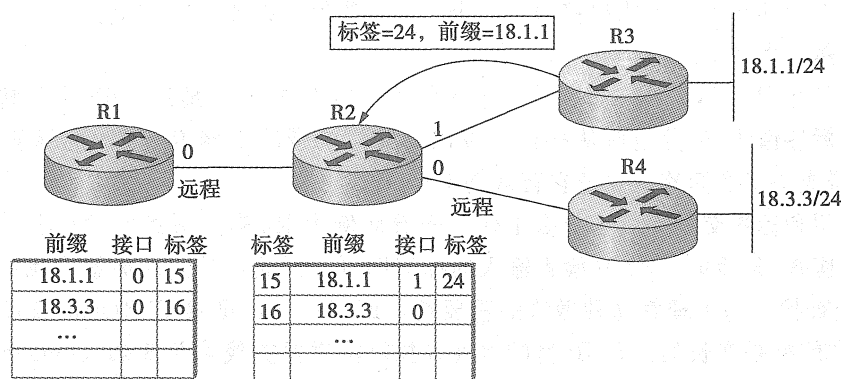 标签=24，前缀=18.1.1
R3
18.1.1/24
R1
R2
0
1
0
远程
远程
R4
18.3.3/24
前缀 接口 标签
18.1.1 0 15
18.3.3 0 16
…
标签 前缀 接口 标签
15 18.1.1 1 24
16 18.3.3 0
…